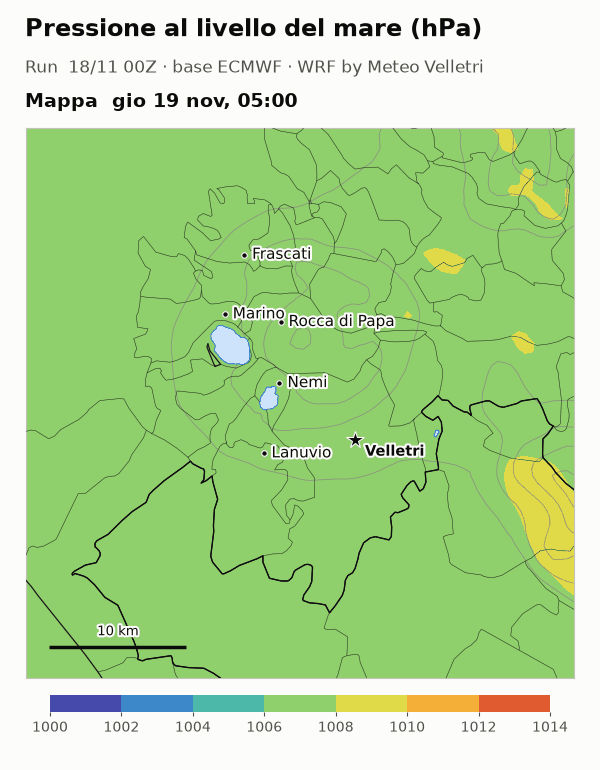 Pressione al livello del mare (hPa)
Run  18/11 00Z · base ECMWF · WRF by Meteo Velletri
Mappa  gio 19 nov, 05:00
Frascati
Marino
Rocca di Papa
Nemi
Velletri
Lanuvio
10 km
1000 1002 1004 1006 1008 1010 1012 1014